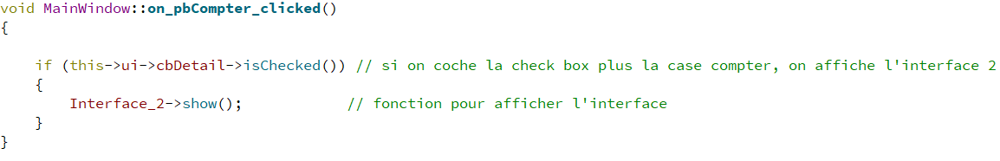 void MainWindow::on_pbCompter_clicked()
{
if (this->ui->cbDetail->isChecked()) // si on coche la check box plus la case compter, on affiche l'interface 2
{
Interface_2->show(); // fonction pour afficher l'interface
}
}